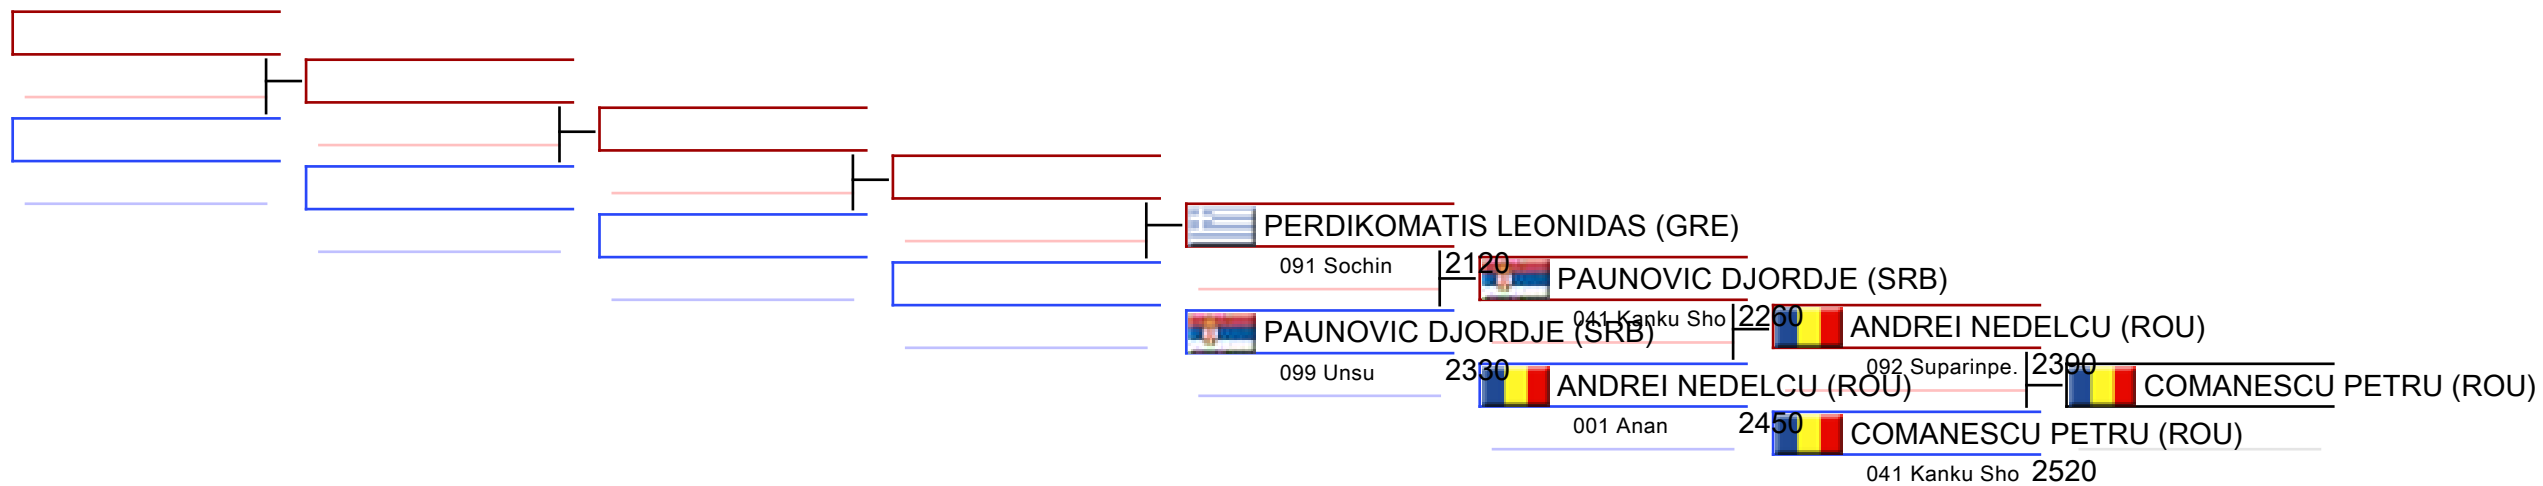 PERDIKOMATIS LEONIDAS (GRE)
091 Sochin 2120
PAUNOVIC DJORDJE (SRB)
099 Unsu 2330
PAUNOVIC DJORDJE (SRB)
041 Kanku Sho 2260
ANDREI NEDELCU (ROU)
001 Anan 2450
ANDREI NEDELCU (ROU)
092 Suparinpe. 2390
COMANESCU PETRU (ROU)
041 Kanku Sho 2520
COMANESCU PETRU (ROU)